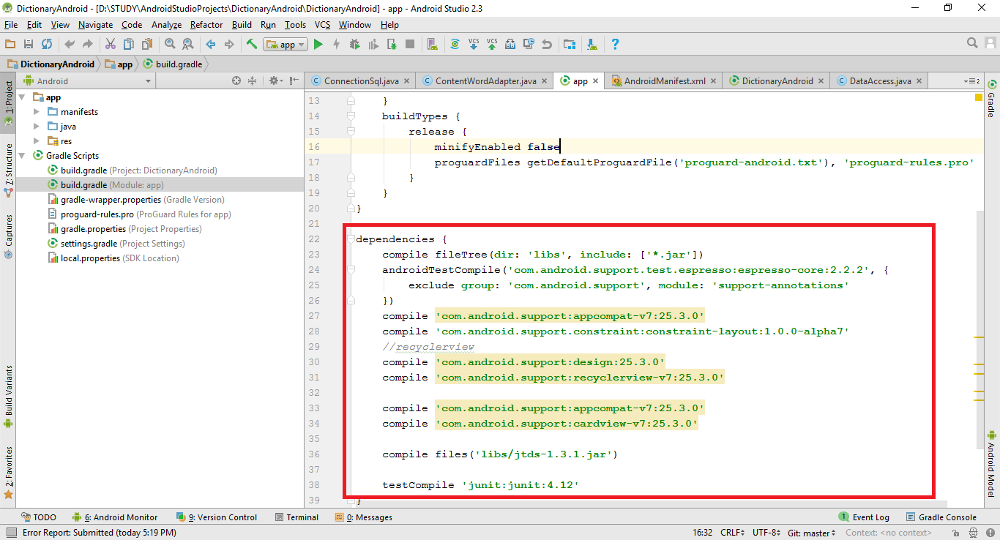 DictionaryAndroid - [D:\STUDY\AndroidStudioProjects\DictionaryAndroid\DictionaryAndroid] - app - Android Studio 2.3
File Edit View Navigate Code Analyze Refactor Build Run Tools VCS Window Help
app VCS VCS ?
DictionaryAndroid app build.gradle
Android
ConnectionSql.java ContentWordAdapter.java app AndroidManifest.xml DictionaryAndroid DataAccess.java 2
1: Project
7: Structure
Captures
Build Variants
2: Favorites
app
manifests
java
res
Gradle Scripts
build.gradle (Project: DictionaryAndroid)
build.gradle (Module: app)
gradle-wrapper.properties (Gradle Version)
proguard-rules.pro (ProGuard Rules for app)
gradle.properties (Project Properties)
settings.gradle (Project Settings)
local.properties (SDK Location)
13 }
14 buildTypes {
15 release {
16 minifyEnabled false
17 proguardFiles getDefaultProguardFile('proguard-android.txt'), 'proguard-rules.pro'
18 }
19 }
20 }
21
22 dependencies {
23 compile fileTree(dir: 'libs', include: ['*.jar'])
24 androidTestCompile('com.android.support.test.espresso:espresso-core:2.2.2', {
25 exclude group: 'com.android.support', module: 'support-annotations'
26 })
27 compile 'com.android.support:appcompat-v7:25.3.0'
28 compile 'com.android.support.constraint:constraint-layout:1.0.0-alpha7'
29 //recyclerview
30 compile 'com.android.support:design:25.3.0'
31 compile 'com.android.support:recyclerview-v7:25.3.0'
32
33 compile 'com.android.support:appcompat-v7:25.3.0'
34 compile 'com.android.support:cardview-v7:25.3.0'
35
36 compile files('libs/jtds-1.3.1.jar')
37
38 testCompile 'junit:junit:4.12'
39 }
Gradle
Android Model
TODO 6: Android Monitor 9: Version Control Terminal 0: Messages 1 Event Log Gradle Console
Error Report: Submitted (today 5:19 PM) 16:32 CRLF UTF-8 Git: master Context: <no context>